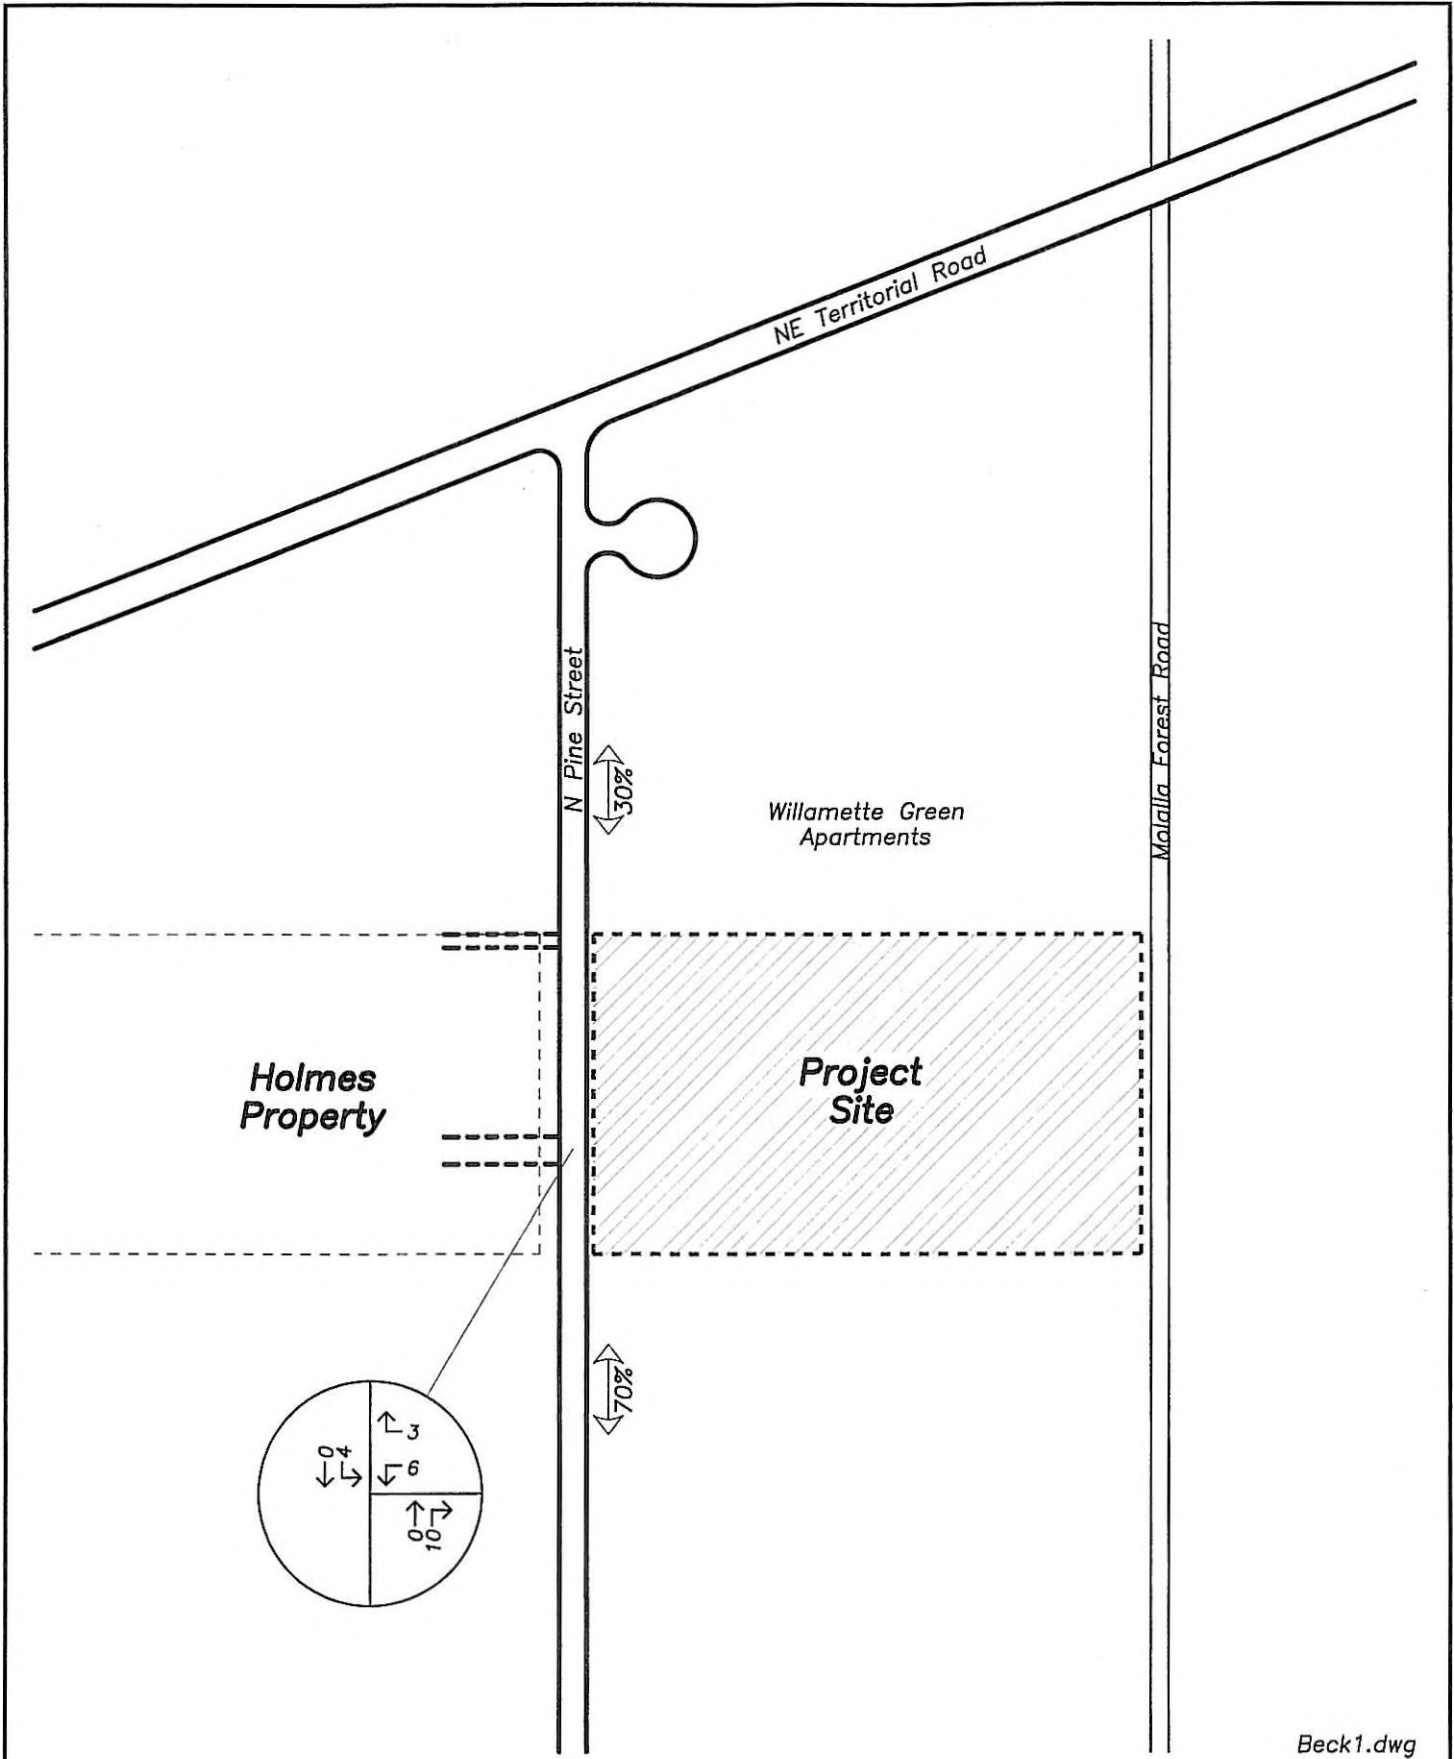 NE Territorial Road
N Pine Street
30%
Willamette Green
Apartments
Molalla Forest Road
Holmes
Property
Project
Site
70%
3
0
4
6
0
10
Beck1.dwg